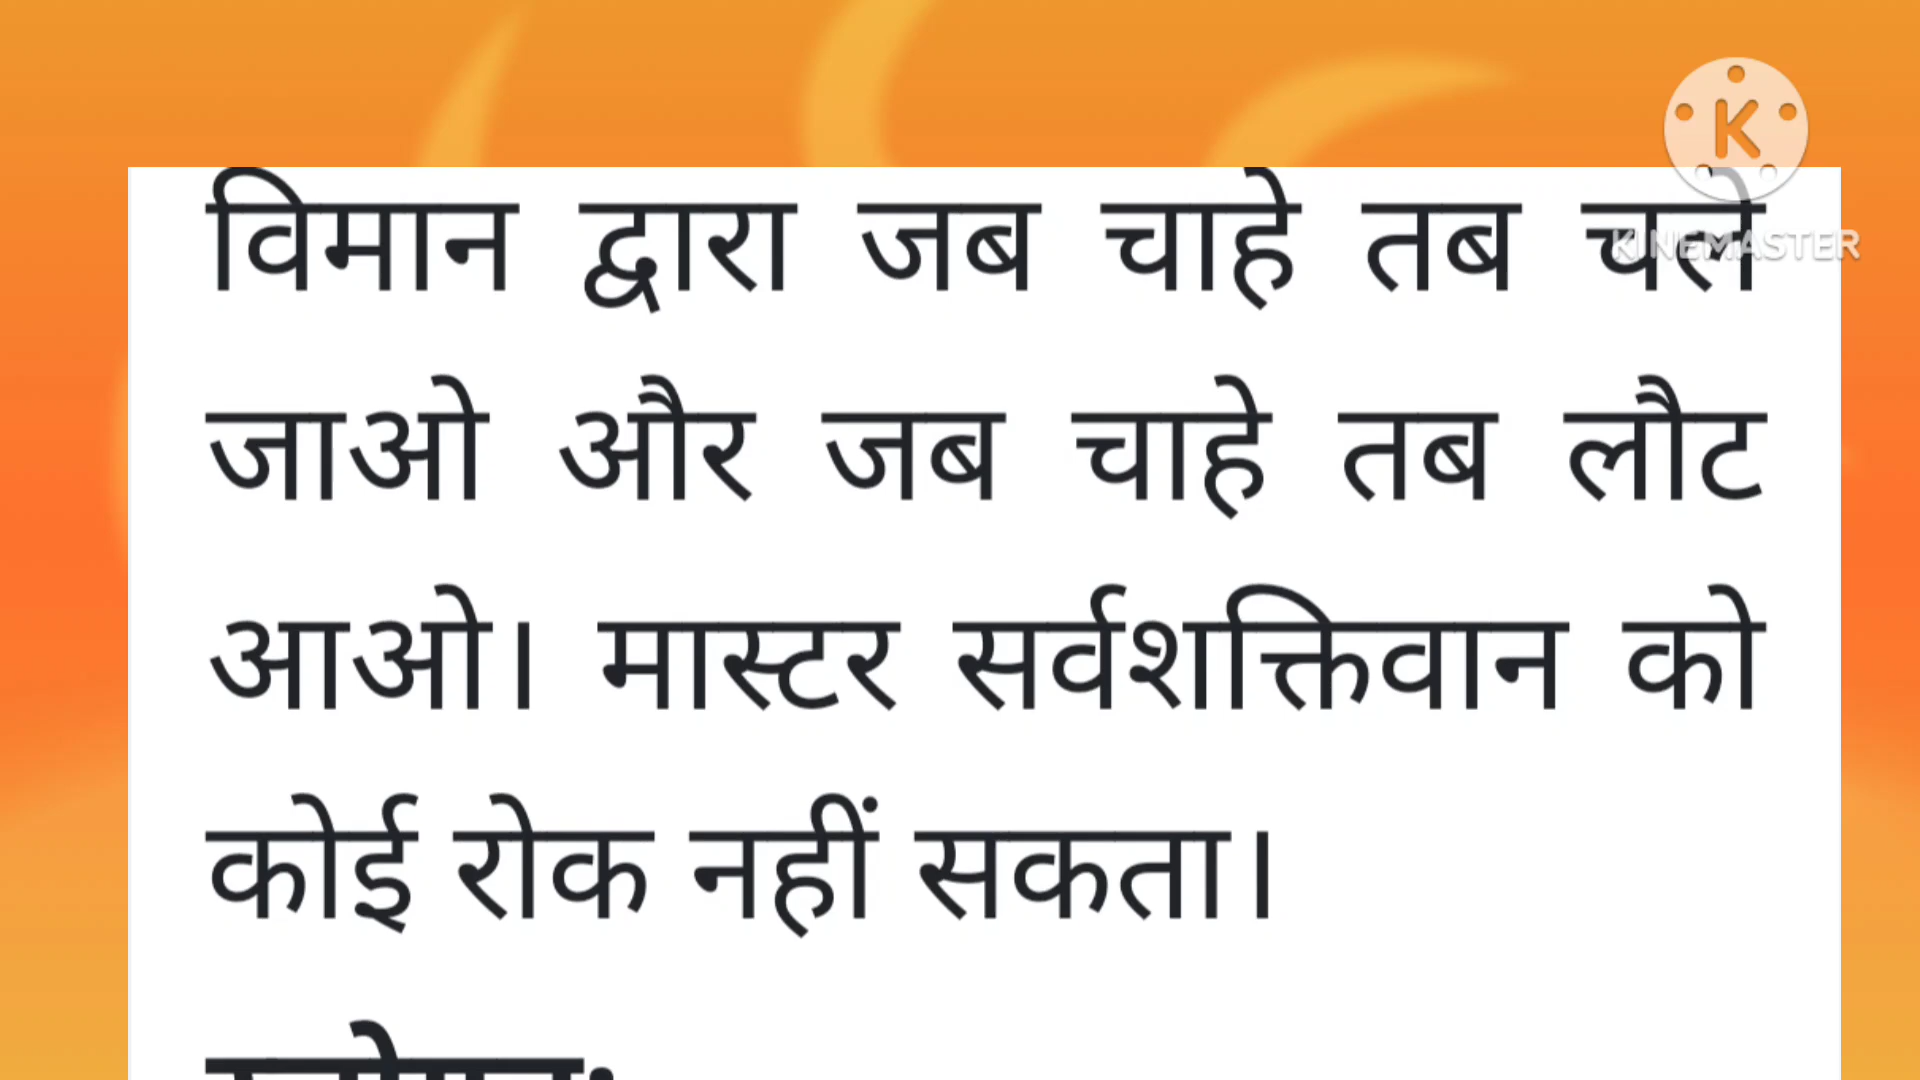 विमान द्वारा जब चाहे तब चले
जाओ और जब चाहे तब लौट
आओ। मास्टर सर्वशक्तिवान को
कोई रोक नहीं सकता।
K
KINEMASTER